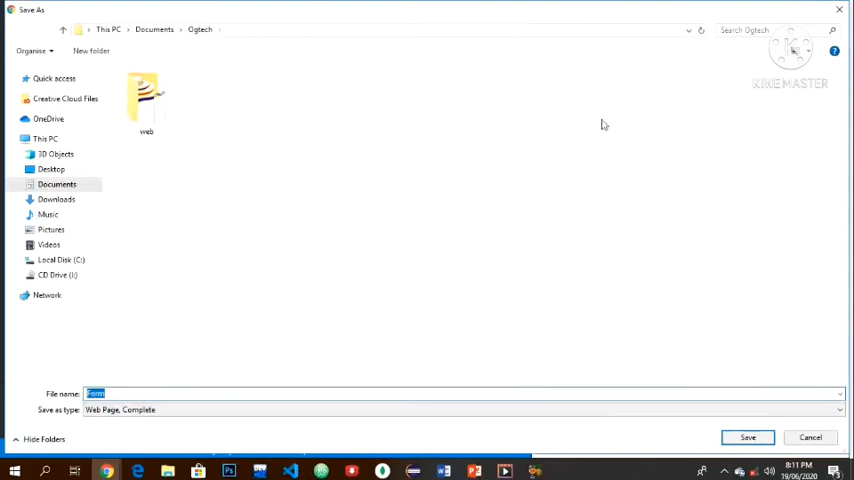 Save As
This PC > Documents > Ogtech >
Search Ogtech
Organise
New folder
KINEMASTER
Quick access
Creative Cloud Files
OneDrive
This PC
3D Objects
Desktop
Documents
Downloads
Music
Pictures
Videos
Local Disk (C:)
CD Drive (I:)
Network
web
File name: Form
Save as type: Web Page, Complete
Hide Folders
Save
Cancel
8:11 PM
19/06/2020